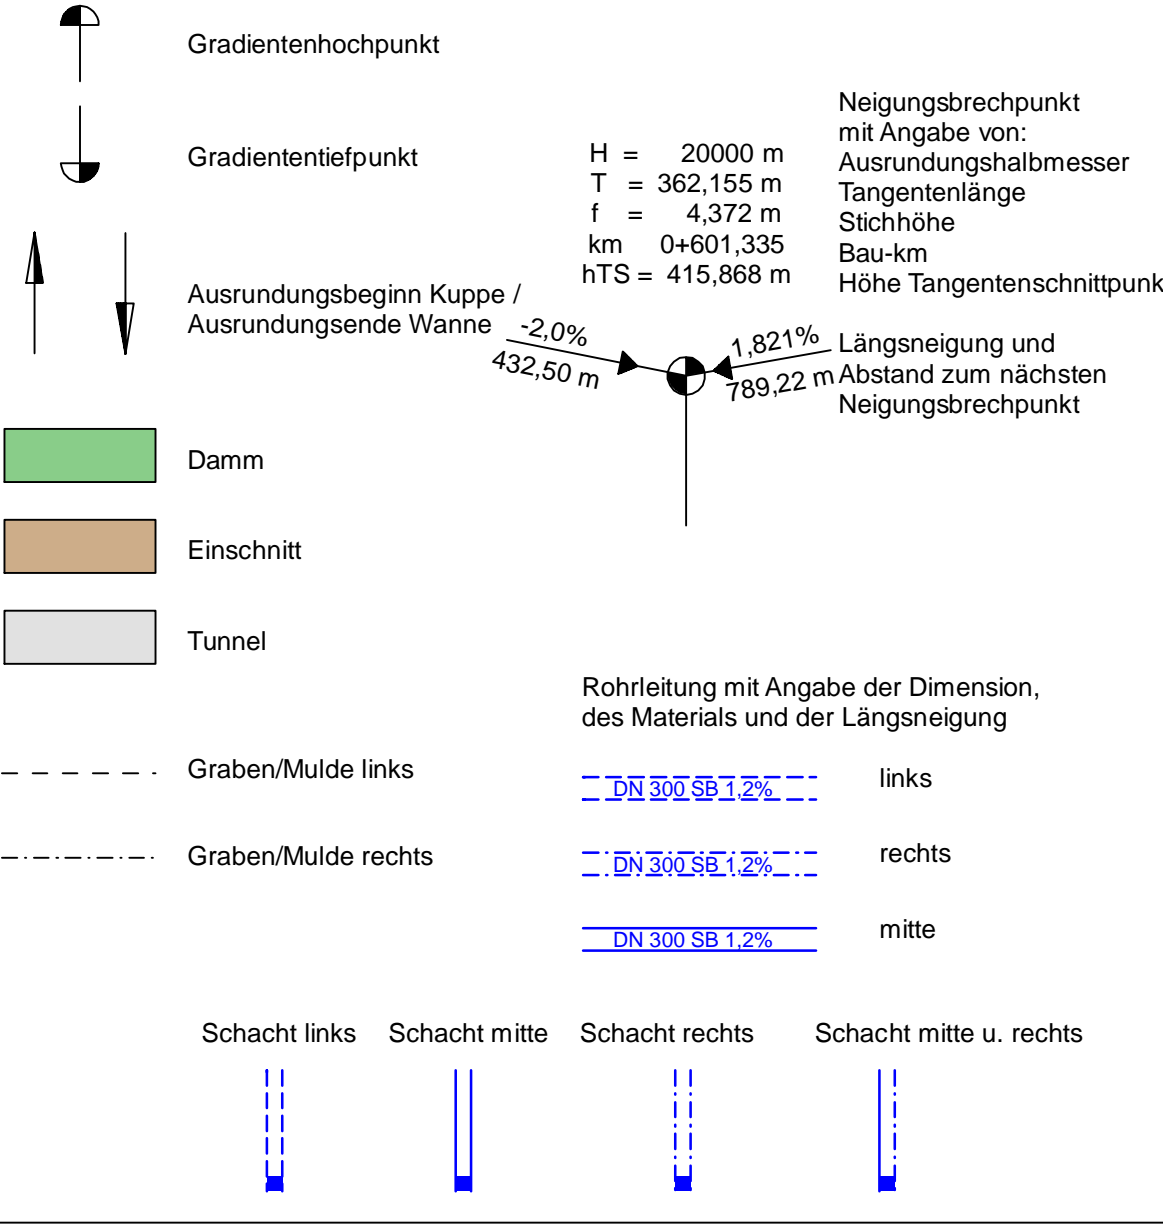 Gradientenhochpunkt
Gradiententiefpunkt
H = 20000 m
T = 362,155 m
f = 4,372 m
km 0+601,335
hTS = 415,868 m
Neigungsbrechpunkt
mit Angabe von:
Ausrundungshalbmesser
Tangentenlänge
Stichhöhe
Bau-km
Höhe Tangentenschnittpunk
Ausrundungsbeginn Kuppe /
Ausrundungsende Wanne
-2,0%
432,50 m
1,821%
789,22 m
Längsneigung und
Abstand zum nächsten
Neigungsbrechpunkt
Damm
Einschnitt
Tunnel
Rohrleitung mit Angabe der Dimension,
des Materials und der Längsneigung
Graben/Mulde links
DN 300 SB 1,2%
links
Graben/Mulde rechts
DN 300 SB 1,2%
rechts
DN 300 SB 1,2%
mitte
Schacht links
Schacht mitte
Schacht rechts
Schacht mitte u. rechts